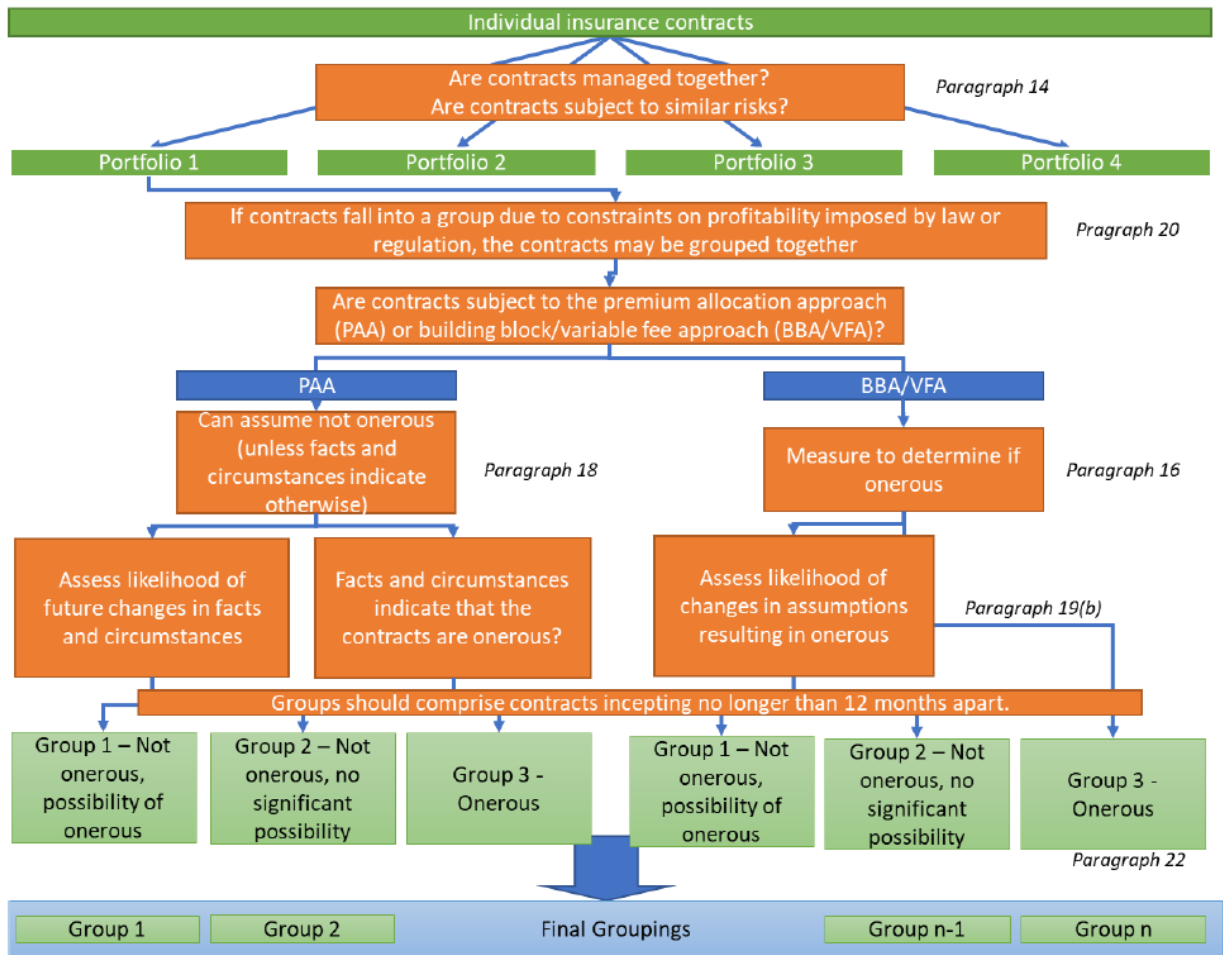 Individual insurance contracts
Are contracts managed together?
Are contracts subject to similar risks?
Paragraph 14
Portfolio 1
Portfolio 2
Portfolio 3
Portfolio 4
If contracts fall into a group due to constraints on profitability imposed by law or
regulation, the contracts may be grouped together
Pragraph 20
Are contracts subject to the premium allocation approach
(PAA) or building block/variable fee approach (BBA/VFA)?
PAA
BBA/VFA
Can assume not onerous
(unless facts and
circumstances indicate
otherwise)
Paragraph 18
Measure to determine if
onerous
Paragraph 16
Assess likelihood of
future changes in facts
and circumstances
Facts and circumstances
indicate that the
contracts are onerous?
Assess likelihood of
changes in assumptions
resulting in onerous
Paragraph 19(b)
Groups should comprise contracts incepting no longer than 12 months apart.
Group 1 – Not
onerous,
possibility of
onerous
Group 2 – Not
onerous, no
significant
possibility
Group 3 -
Onerous
Group 1 – Not
onerous,
possibility of
onerous
Group 2 – Not
onerous, no
significant
possibility
Group 3 -
Onerous
Paragraph 22
Group 1
Group 2
Final Groupings
Group n-1
Group n